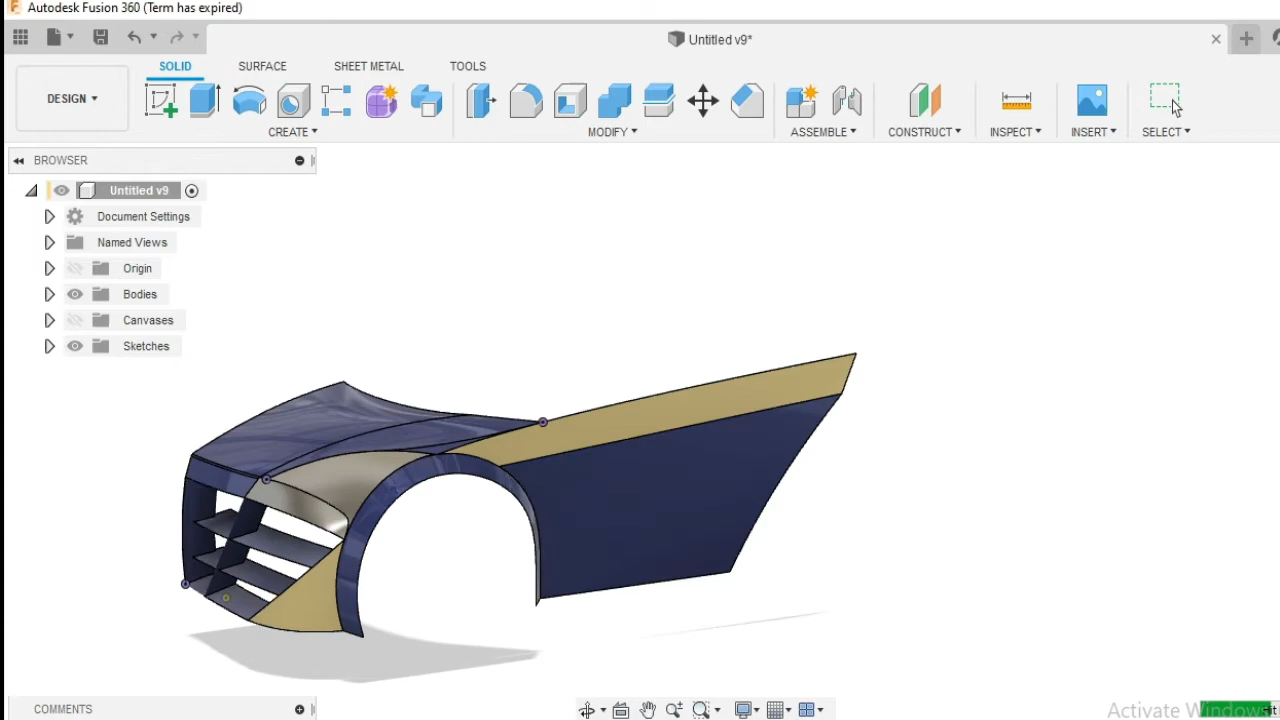 Autodesk Fusion 360 (Term has expired)
Untitled v9*
SOLID SURFACE SHEET METAL TOOLS
DESIGN
CREATE MODIFY ASSEMBLE CONSTRUCT INSPECT INSERT SELECT
BROWSER
Untitled v9
Document Settings
Named Views
Origin
Bodies
Canvases
Sketches
COMMENTS
Activate Windows